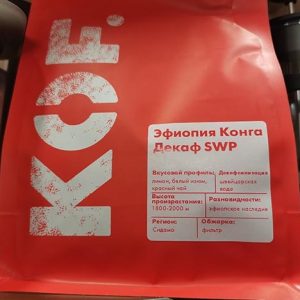 KOF.
Эфиопия Конга
Декаф SWP
Вкусовой профиль:
лимон, белый изюм,
красный чай
Декофеинизация
швейцарская
вода
Высота
произрастания:
1800-2000 м
Разновидности:
эфиопское наследие
Регион:
Сидамо
Обжарка:
фильтр